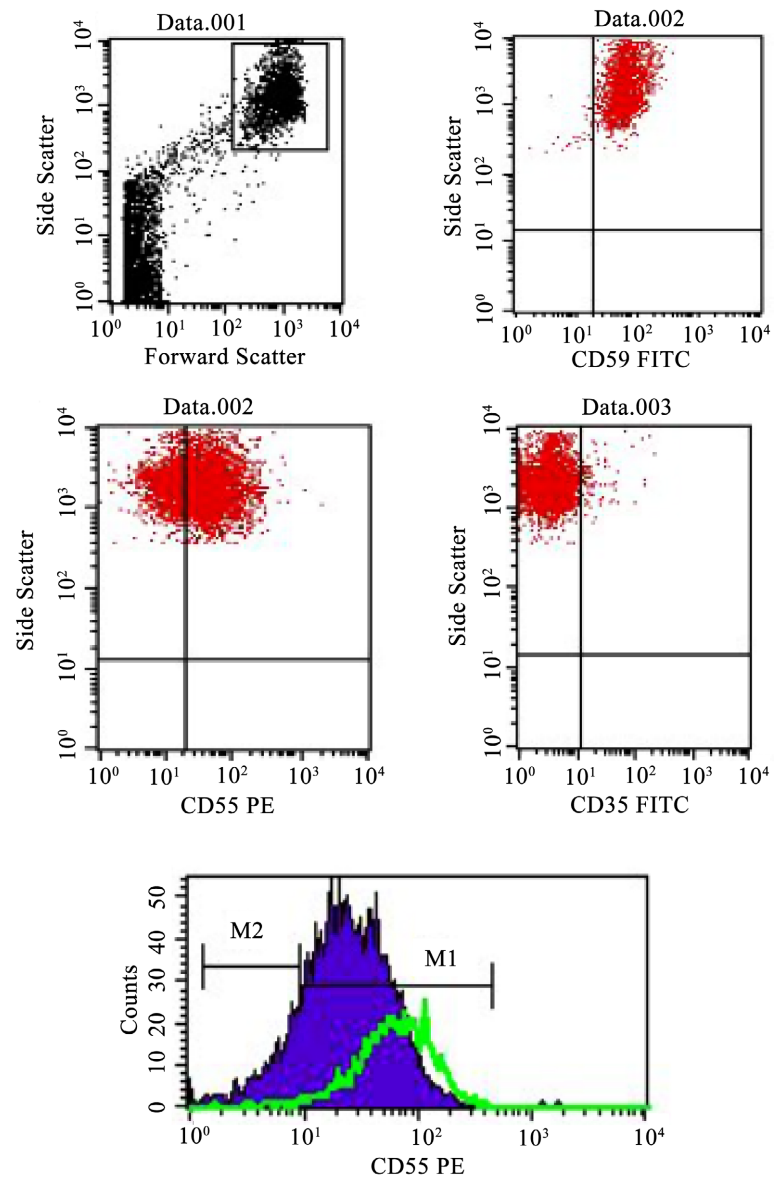 Data.001
Side Scatter
10⁴
10³
10²
10¹
10⁰
10⁰ 10¹ 10² 10³ 10⁴
Forward Scatter
Data.002
Side Scatter
10⁴
10³
10²
10¹
10⁰
10⁰ 10¹ 10² 10³ 10⁴
CD59 FITC
Data.002
Side Scatter
10⁴
10³
10²
10¹
10⁰
10⁰ 10¹ 10² 10³ 10⁴
CD55 PE
Data.003
Side Scatter
10⁴
10³
10²
10¹
10⁰
10⁰ 10¹ 10² 10³ 10⁴
CD35 FITC
Counts
50
40
30
20
10
0
M2
M1
10⁰ 10¹ 10² 10³ 10⁴
CD55 PE